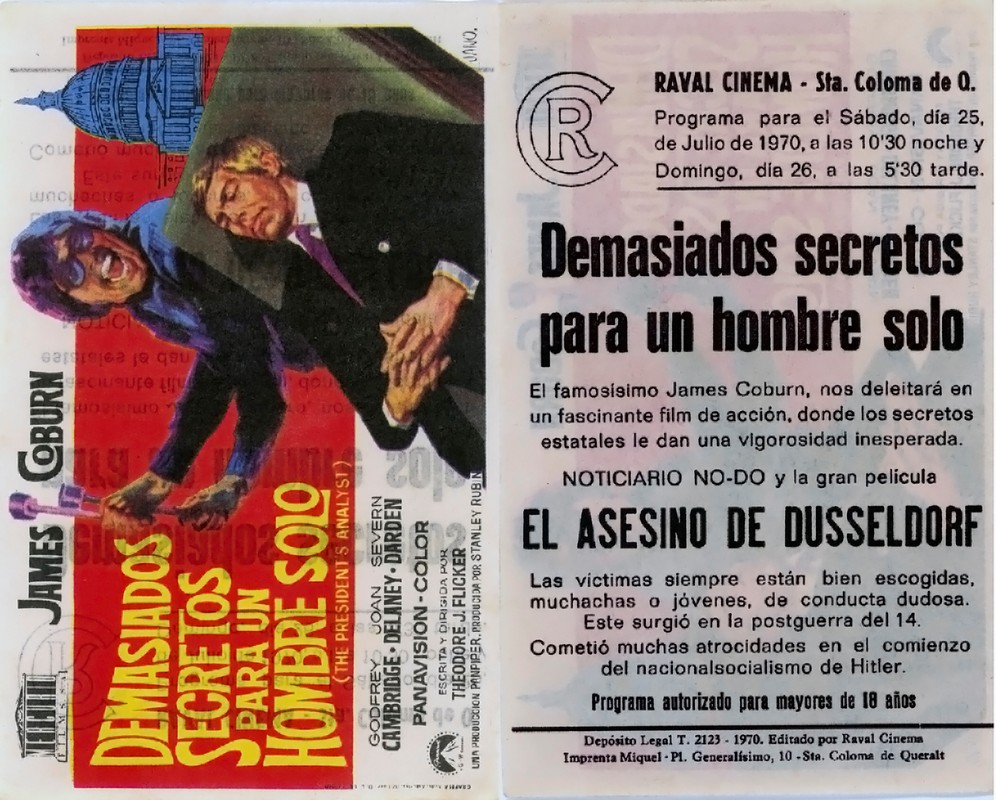 JAMES COBURN
DEMASIADOS
SECRETOS
PARA UN
HOMBRE SOLO
(THE PRESIDENT'S ANALYST)
GODFREY JOAN SEVERN
CAMBRIDGE·DELANEY·DARDEN
PANAVISION-COLOR
ESCRITA Y DIRIGIDA POR
THEODORE J. FLICKER
UNA PRODUCCION PANPIPER, PRODUCIDA POR STANLEY RUBIN
FILMS
JANO.
CR
RAVAL CINEMA - Sta. Coloma de Q.
Programa para el Sábado, día 25,
de Julio de 1970, a las 10'30 noche y
Domingo, día 26, a las 5'30 tarde.
Demasiados secretos
para un hombre solo
El famosísimo James Coburn, nos deleitará en
un fascinante film de acción, donde los secretos
estatales le dan una vigorosidad inesperada.
NOTICIARIO NO-DO y la gran película
EL ASESINO DE DUSSELDORF
Las víctimas siempre están bien escogidas,
muchachas o jóvenes, de conducta dudosa.
Este surgió en la postguerra del 14.
Cometió muchas atrocidades en el comienzo
del nacionalsocialismo de Hitler.
Programa autorizado para mayores de 18 años
Depósito Legal T. 2123 - 1970. Editado por Raval Cinema
Imprenta Miquel - Pl. Generalísimo, 10 - Sta. Coloma de Queralt